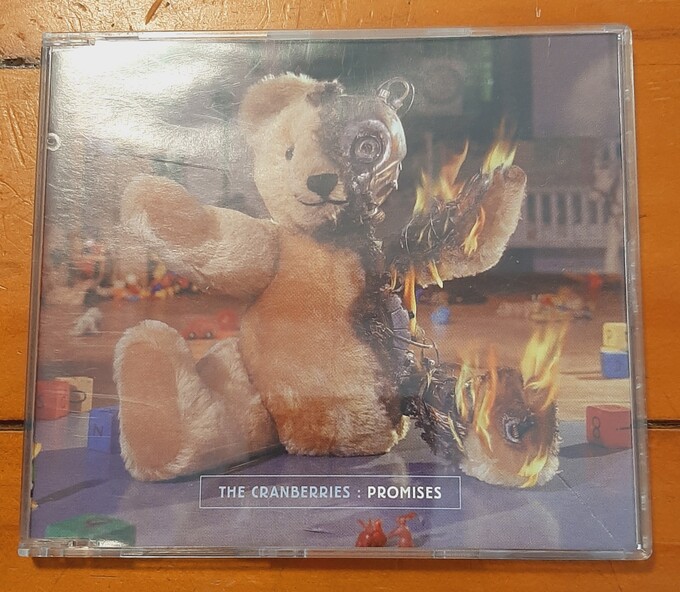 THE CRANBERRIES : PROMISES
N